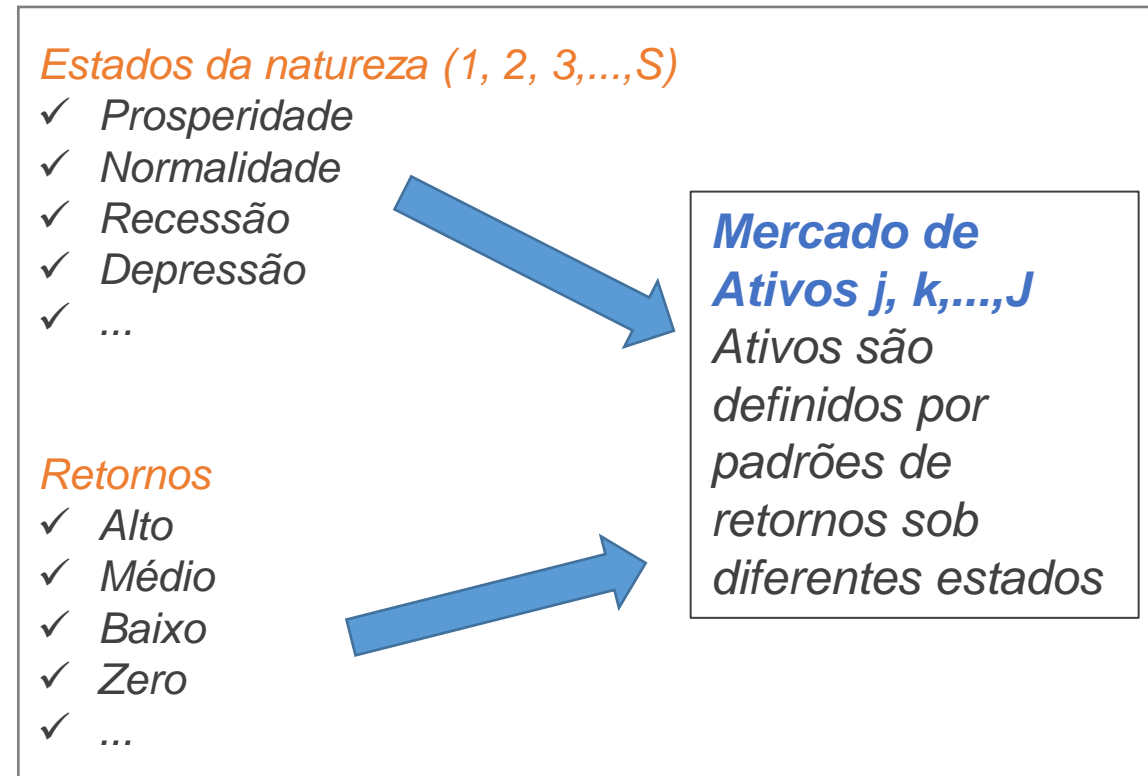 Estados da natureza (1, 2, 3,...,S)
✓ Prosperidade
✓ Normalidade
✓ Recessão
✓ Depressão
✓ ...
Retornos
✓ Alto
✓ Médio
✓ Baixo
✓ Zero
✓ ...
Mercado de
Ativos j, k,...,J
Ativos são
definidos por
padrões de
retornos sob
diferentes estados